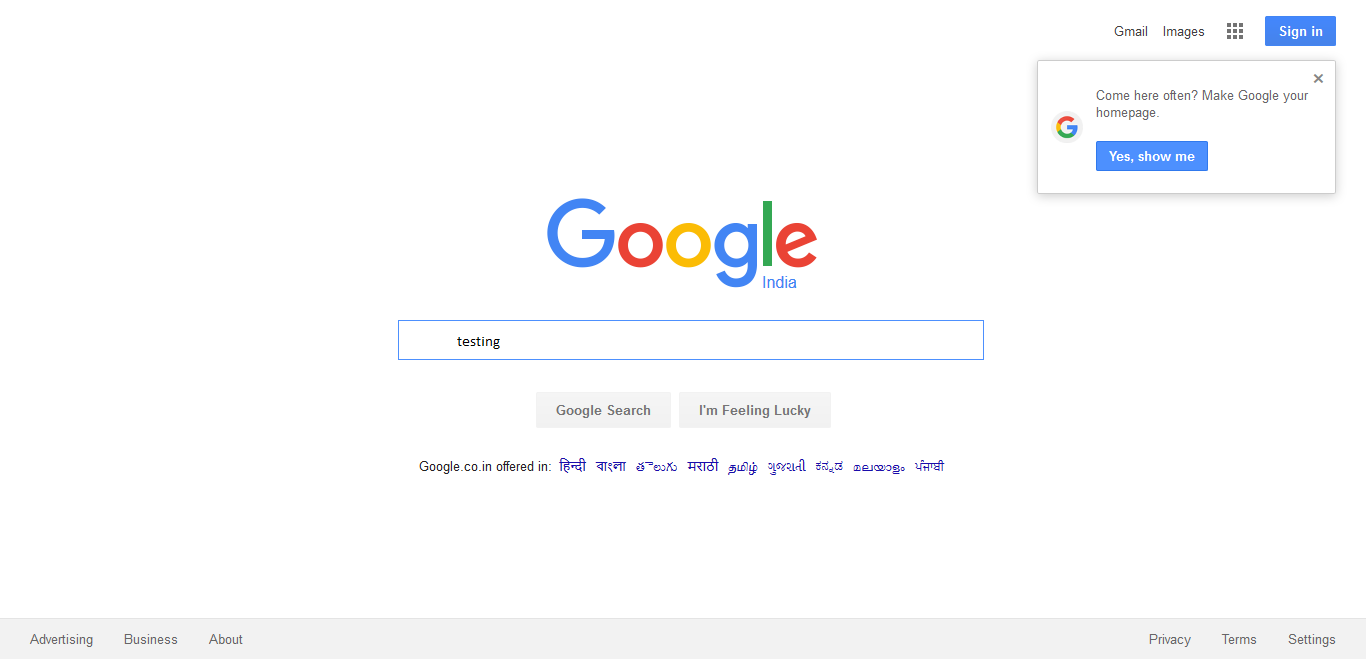 Gmail Images Sign in
Come here often? Make Google your
homepage.
Yes, show me
Google
India
testing
Google Search I'm Feeling Lucky
Google.co.in offered in: हिन्दी বাংলা తెలుగు मराठी தமிழ் ગુજરાતી ಕನ್ನಡ മലയാളം ਪੰਜਾਬੀ
Advertising Business About Privacy Terms Settings